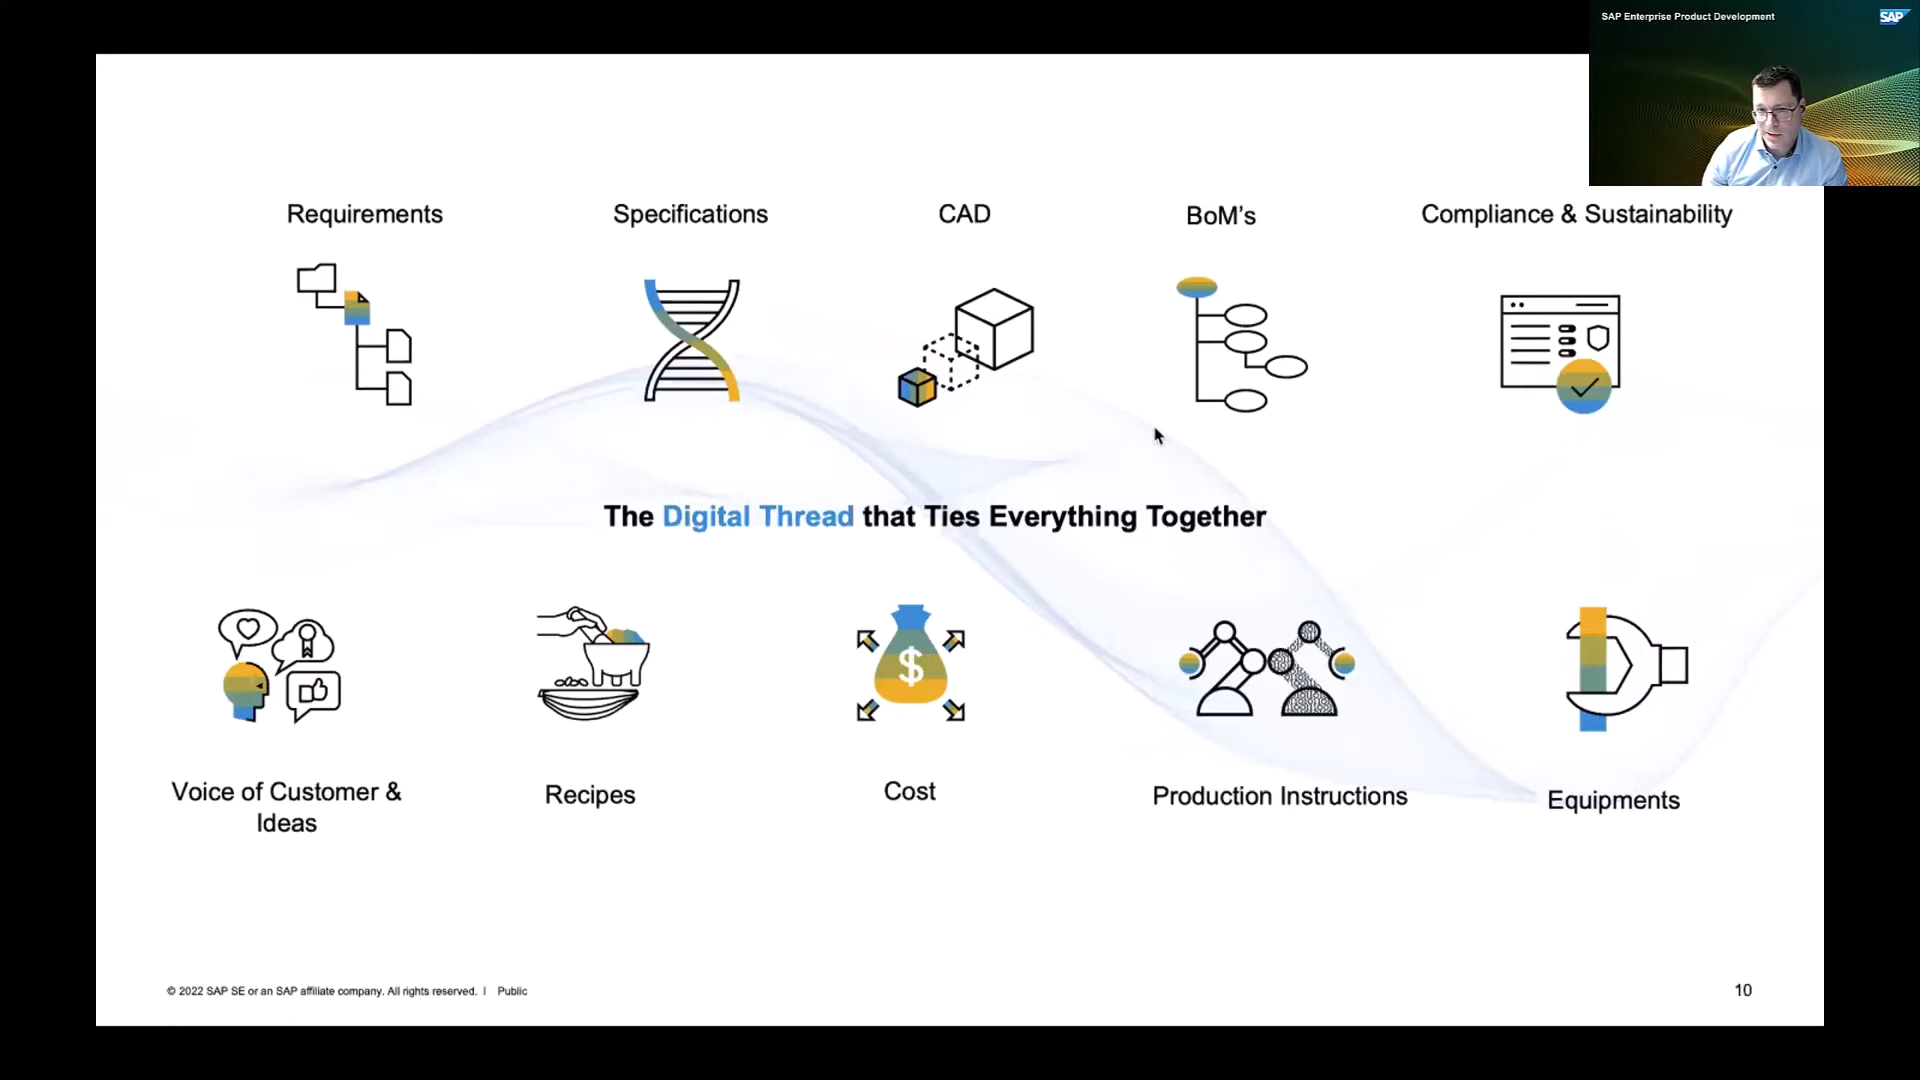 SAP Enterprise Product Development
SAP
Requirements
Specifications
CAD
BoM's
Compliance & Sustainability
The Digital Thread that Ties Everything Together
$
Voice of Customer &
Ideas
Recipes
Cost
Production Instructions
Equipments
© 2022 SAP SE or an SAP affiliate company. All rights reserved. | Public
10